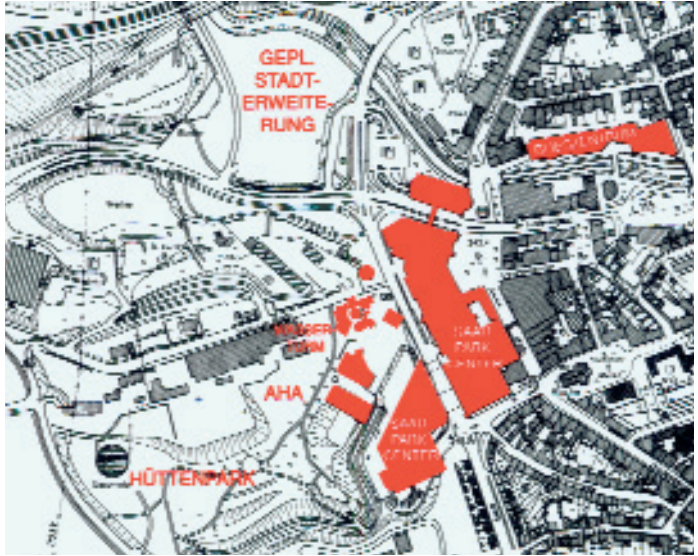 GEPL.
STADT-
ERWEITE-
RUNG
WASSER
TURM
SAAR
PARK
CENTER
AHA
SAAR
PARK
CENTER
HÜTTENPARK